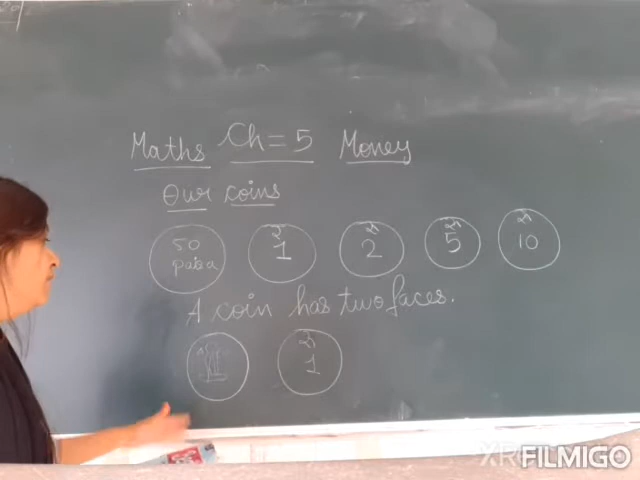 Maths Ch = 5 Money
Our coins
50 paisa ₹ 1 ₹ 2 ₹ 5 ₹ 10
A coin has two faces.
₹ 1
XRFILMIGO